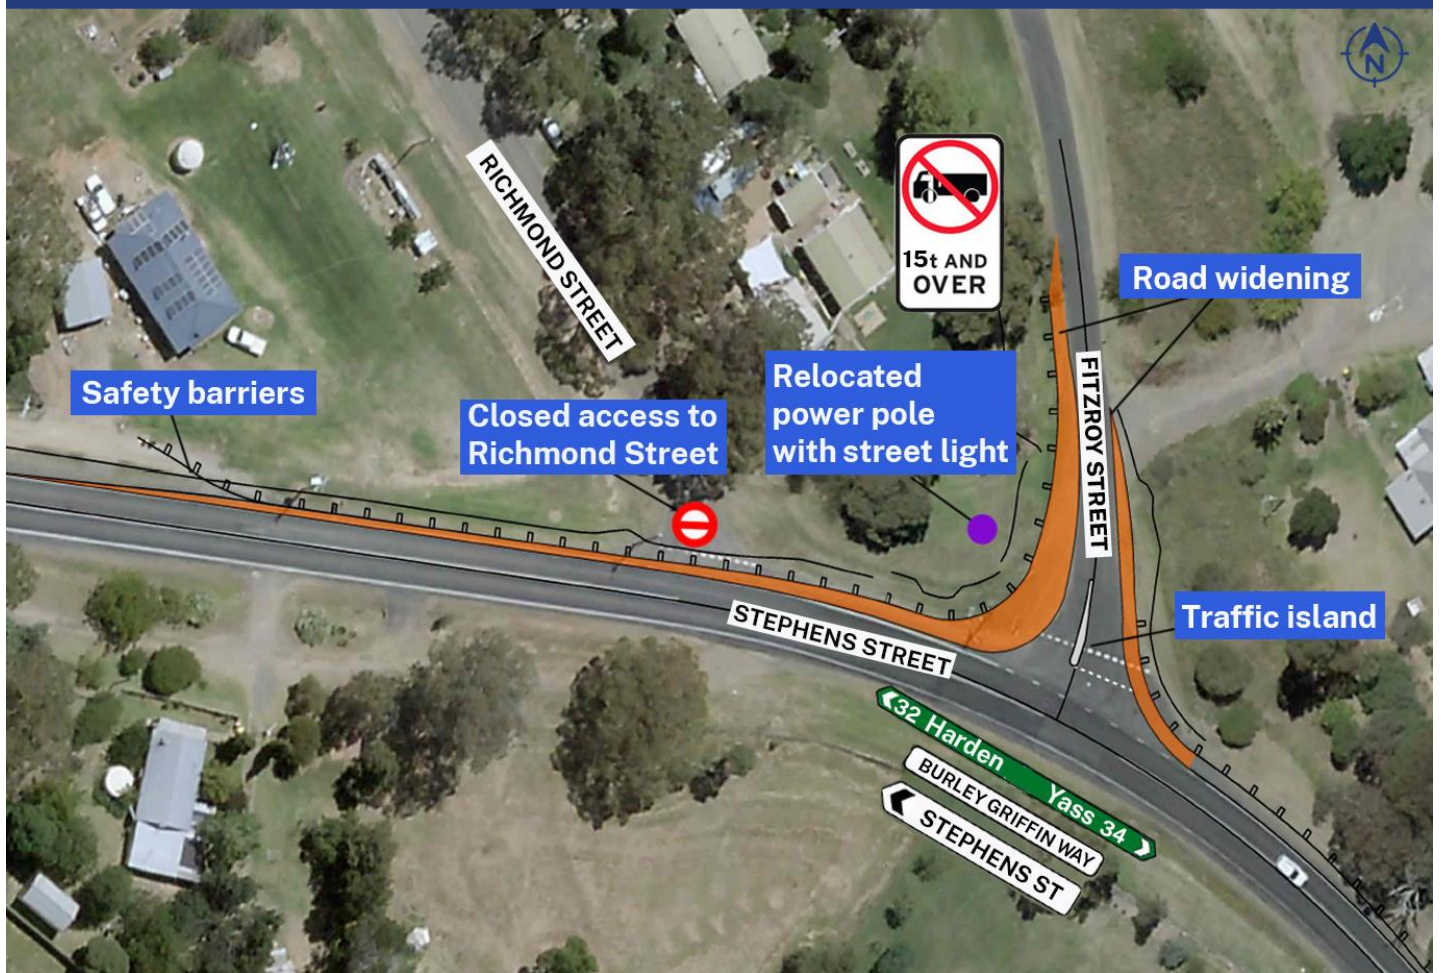 N
RICHMOND STREET
15t AND
OVER
Road widening
Safety barriers
Closed access to
Richmond Street
Relocated
power pole
with street light
FITZROY STREET
STEPHENS STREET
Traffic island
32 Harden Yass 34
BURLEY GRIFFIN WAY
STEPHENS ST